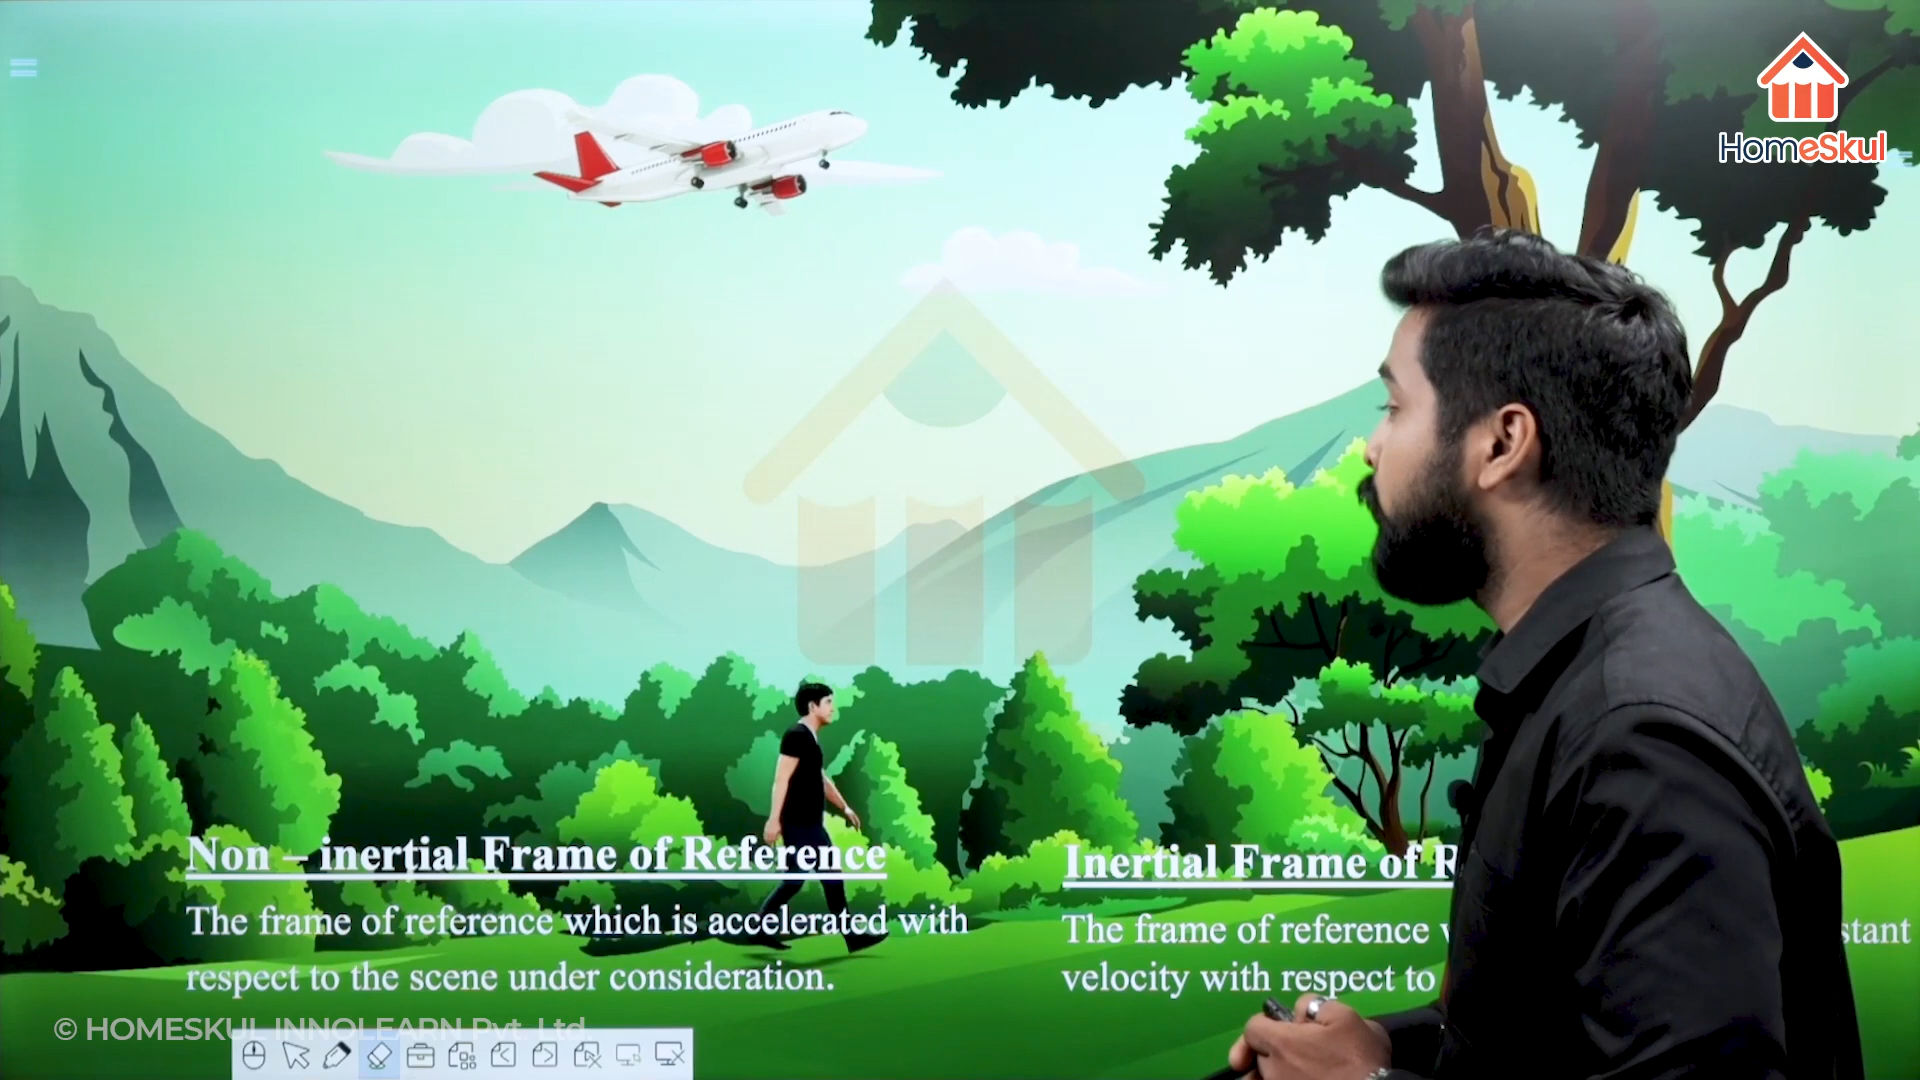 HomeSkul
Non – inertial Frame of Reference
The frame of reference which is accelerated with
respect to the scene under consideration.
Inertial Frame of
The frame of reference
velocity with respect to
© HOMESKUL INNOLEARN Pvt. Ltd.